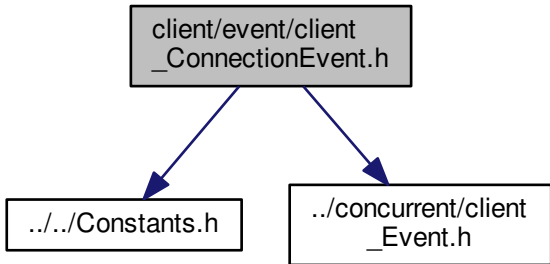 client/event/client
_ConnectionEvent.h
../../Constants.h
../concurrent/client
_Event.h